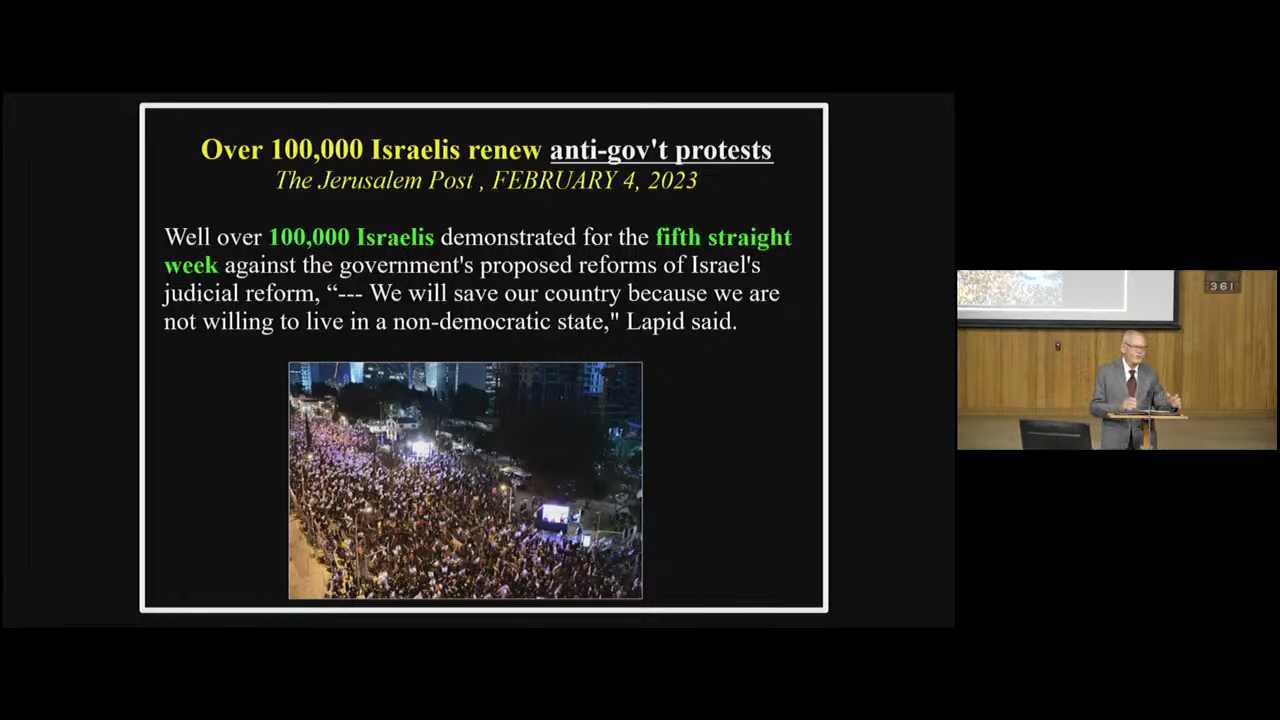 Over 100,000 Israelis renew anti-gov't protests
The Jerusalem Post , FEBRUARY 4, 2023
Well over 100,000 Israelis demonstrated for the fifth straight
week against the government's proposed reforms of Israel's
judicial reform, “--- We will save our country because we are
not willing to live in a non-democratic state," Lapid said.
361